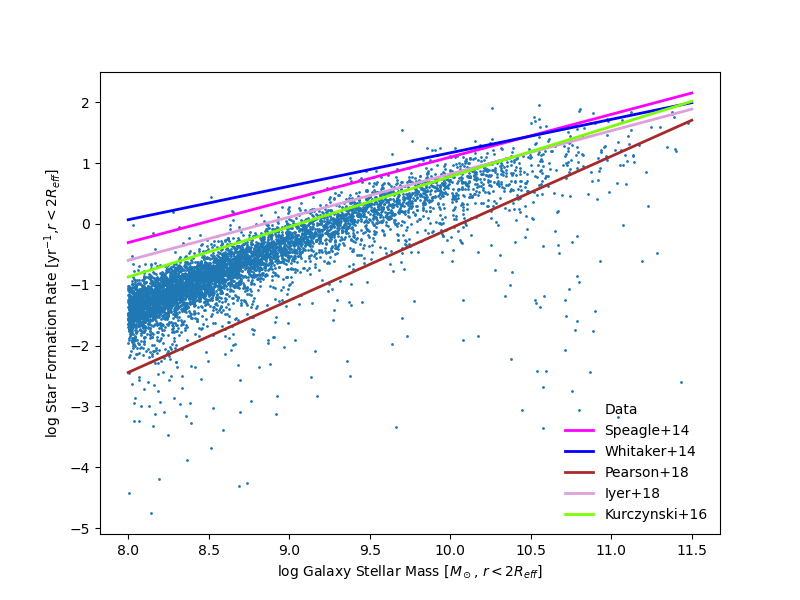 log Star Formation Rate [yr⁻¹, r < 2R_eff]
2
1
0
−1
−2
−3
−4
−5
Data
Speagle+14
Whitaker+14
Pearson+18
Iyer+18
Kurczynski+16
8.0 8.5 9.0 9.5 10.0 10.5 11.0 11.5
log Galaxy Stellar Mass [M_⊙, r < 2R_eff]